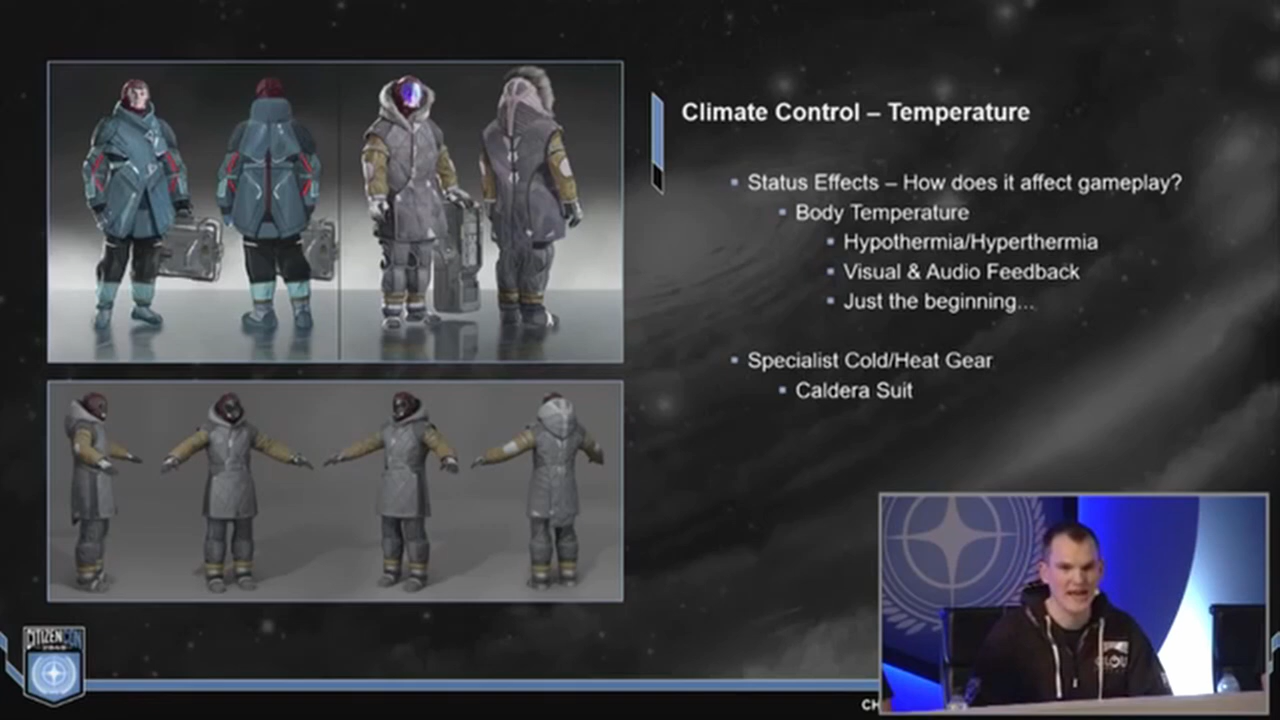 Climate Control – Temperature
▪ Status Effects – How does it affect gameplay?
▪ Body Temperature
▪ Hypothermia/Hyperthermia
▪ Visual & Audio Feedback
▪ Just the beginning...
▪ Specialist Cold/Heat Gear
▪ Caldera Suit
CITIZENCON
CH